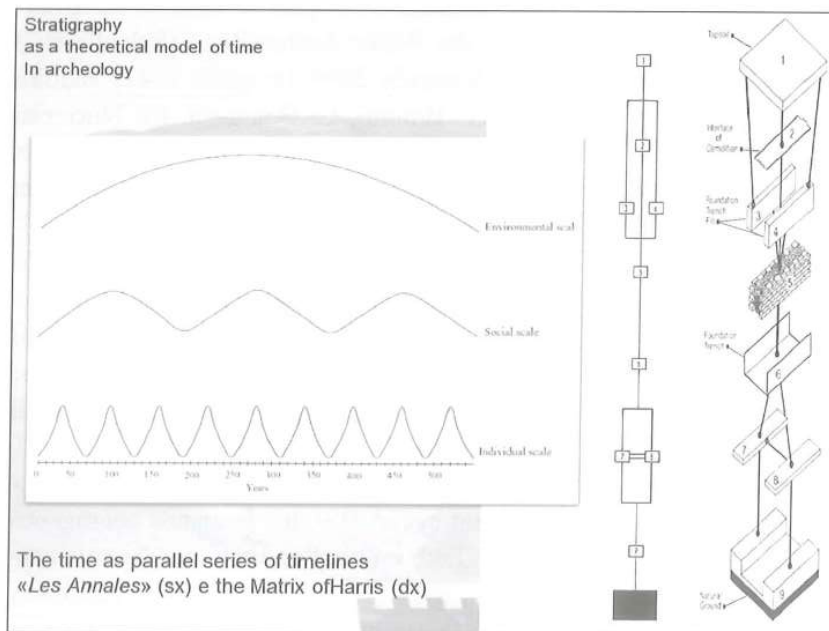 Stratigraphy
as a theoretical model of time
In archeology
Environmental scal
Social scale
Individual scale
0 50 100 150 200 250 300 350 400 450 500
Years
The time as parallel series of timelines
«Les Annales» (sx) e the Matrix ofHarris (dx)
1
2
3 4
5
6
7 8
9
Topsoil
1
Interface
of
Demolition
2
Foundation
Trench
Fills
3
4
5
Foundation
Trench
6
7
8
9
Natural
Ground